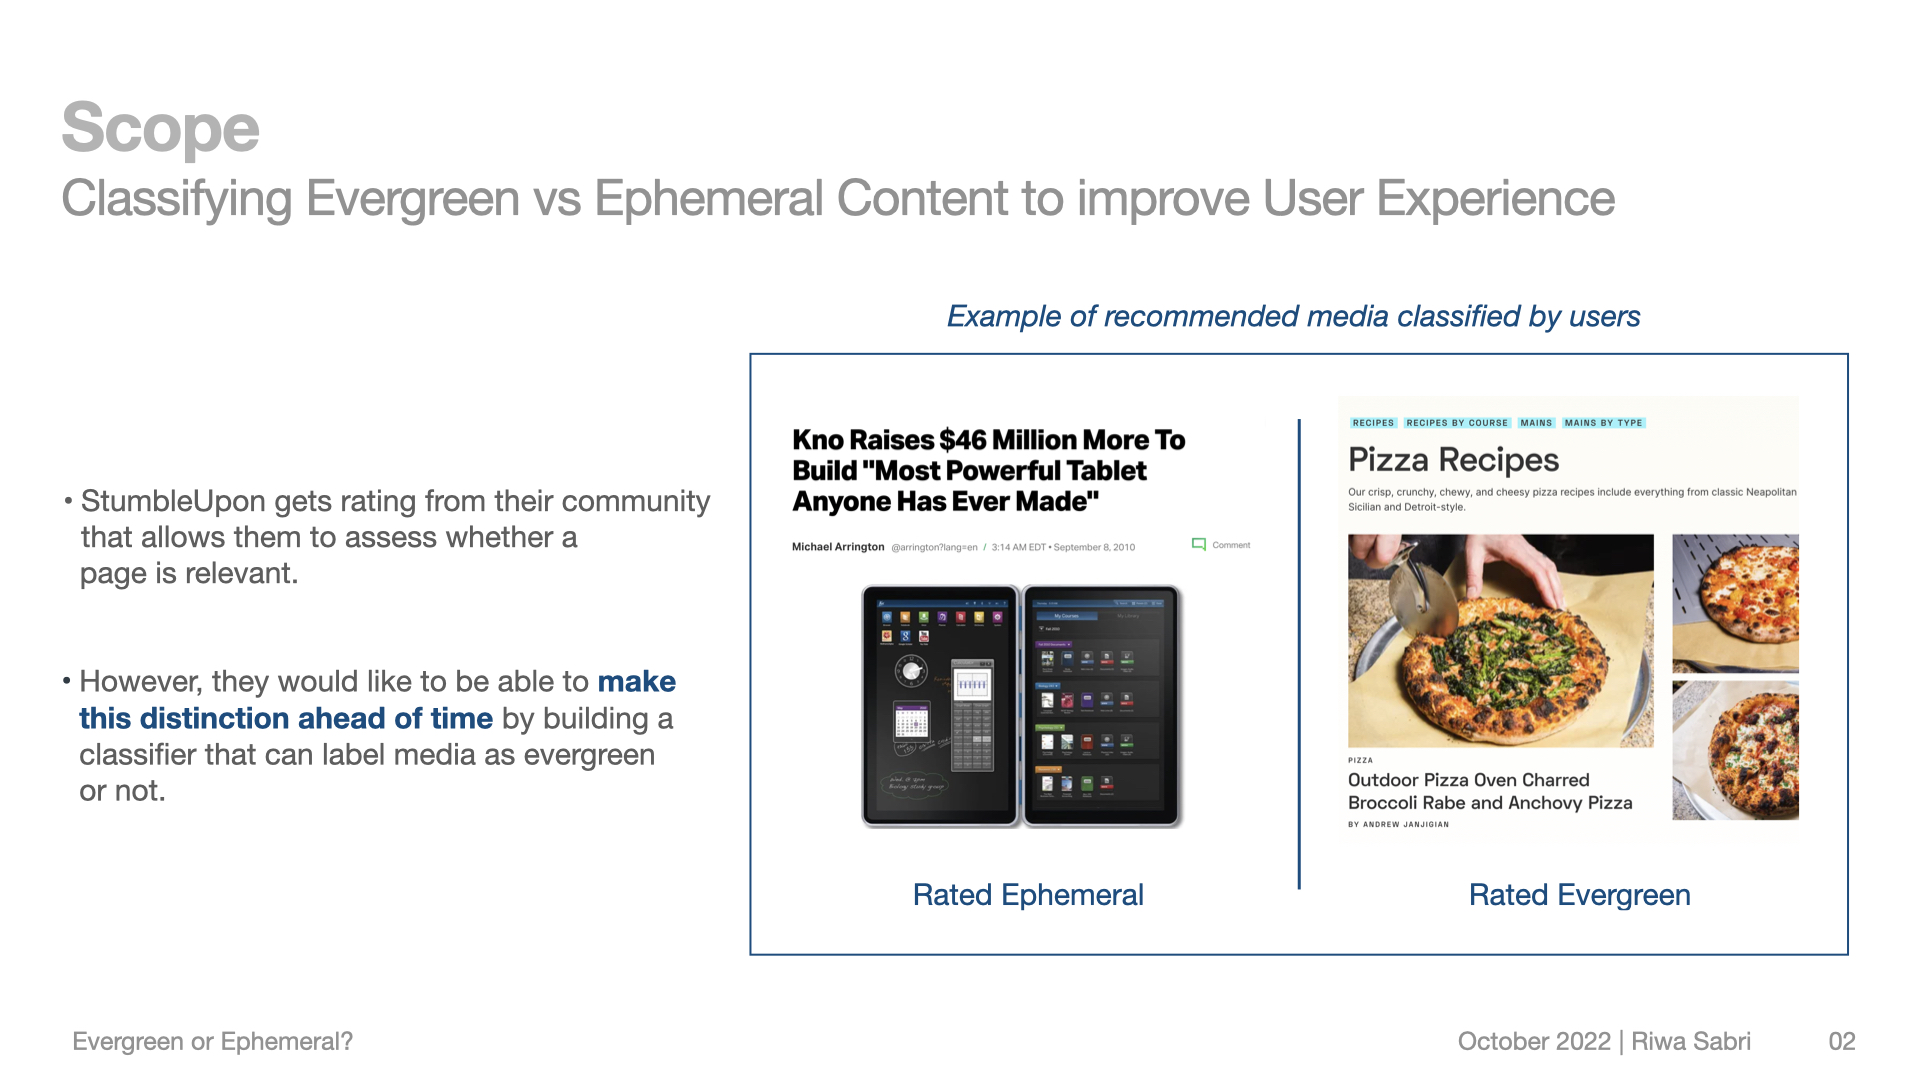 Scope
Classifying Evergreen vs Ephemeral Content to improve User Experience
• StumbleUpon gets rating from their community
that allows them to assess whether a
page is relevant.
• However, they would like to be able to make
this distinction ahead of time by building a
classifier that can label media as evergreen
or not.
Example of recommended media classified by users
Kno Raises $46 Million More To
Build "Most Powerful Tablet
Anyone Has Ever Made"
Michael Arrington @arrington?lang=en / 3:14 AM EDT • September 8, 2010
Comment
My Courses
My Library
Rated Ephemeral
RECIPES RECIPES BY COURSE MAINS MAINS BY TYPE
Pizza Recipes
Our crisp, crunchy, chewy, and cheesy pizza recipes include everything from classic Neapolitan
Sicilian and Detroit-style.
PIZZA
Outdoor Pizza Oven Charred
Broccoli Rabe and Anchovy Pizza
BY ANDREW JANJIGIAN
Rated Evergreen
Evergreen or Ephemeral?
October 2022 | Riwa Sabri
02